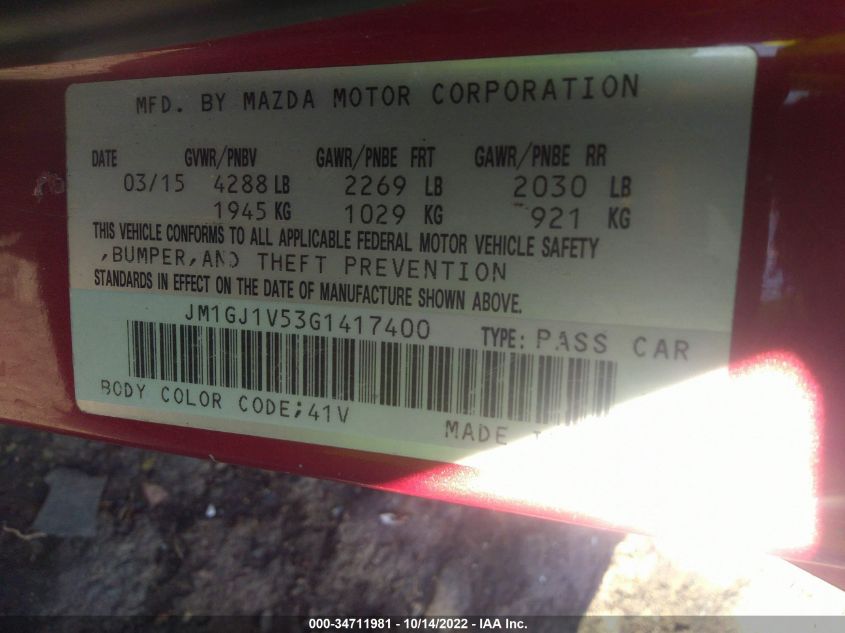 MFD. BY MAZDA MOTOR CORPORATION
DATE GVWR/PNBV GAWR/PNBE FRT GAWR/PNBE RR
03/15 4288 LB 2269 LB 2030 LB
1945 KG 1029 KG 921 KG
THIS VEHICLE CONFORMS TO ALL APPLICABLE FEDERAL MOTOR VEHICLE SAFETY
,BUMPER,AND THEFT PREVENTION
STANDARDS IN EFFECT ON THE DATE OF MANUFACTURE SHOWN ABOVE.
JM1GJ1V53G1417400 TYPE: PASS CAR
BODY COLOR CODE;41V
MADE
000-34711981 - 10/14/2022 - IAA Inc.